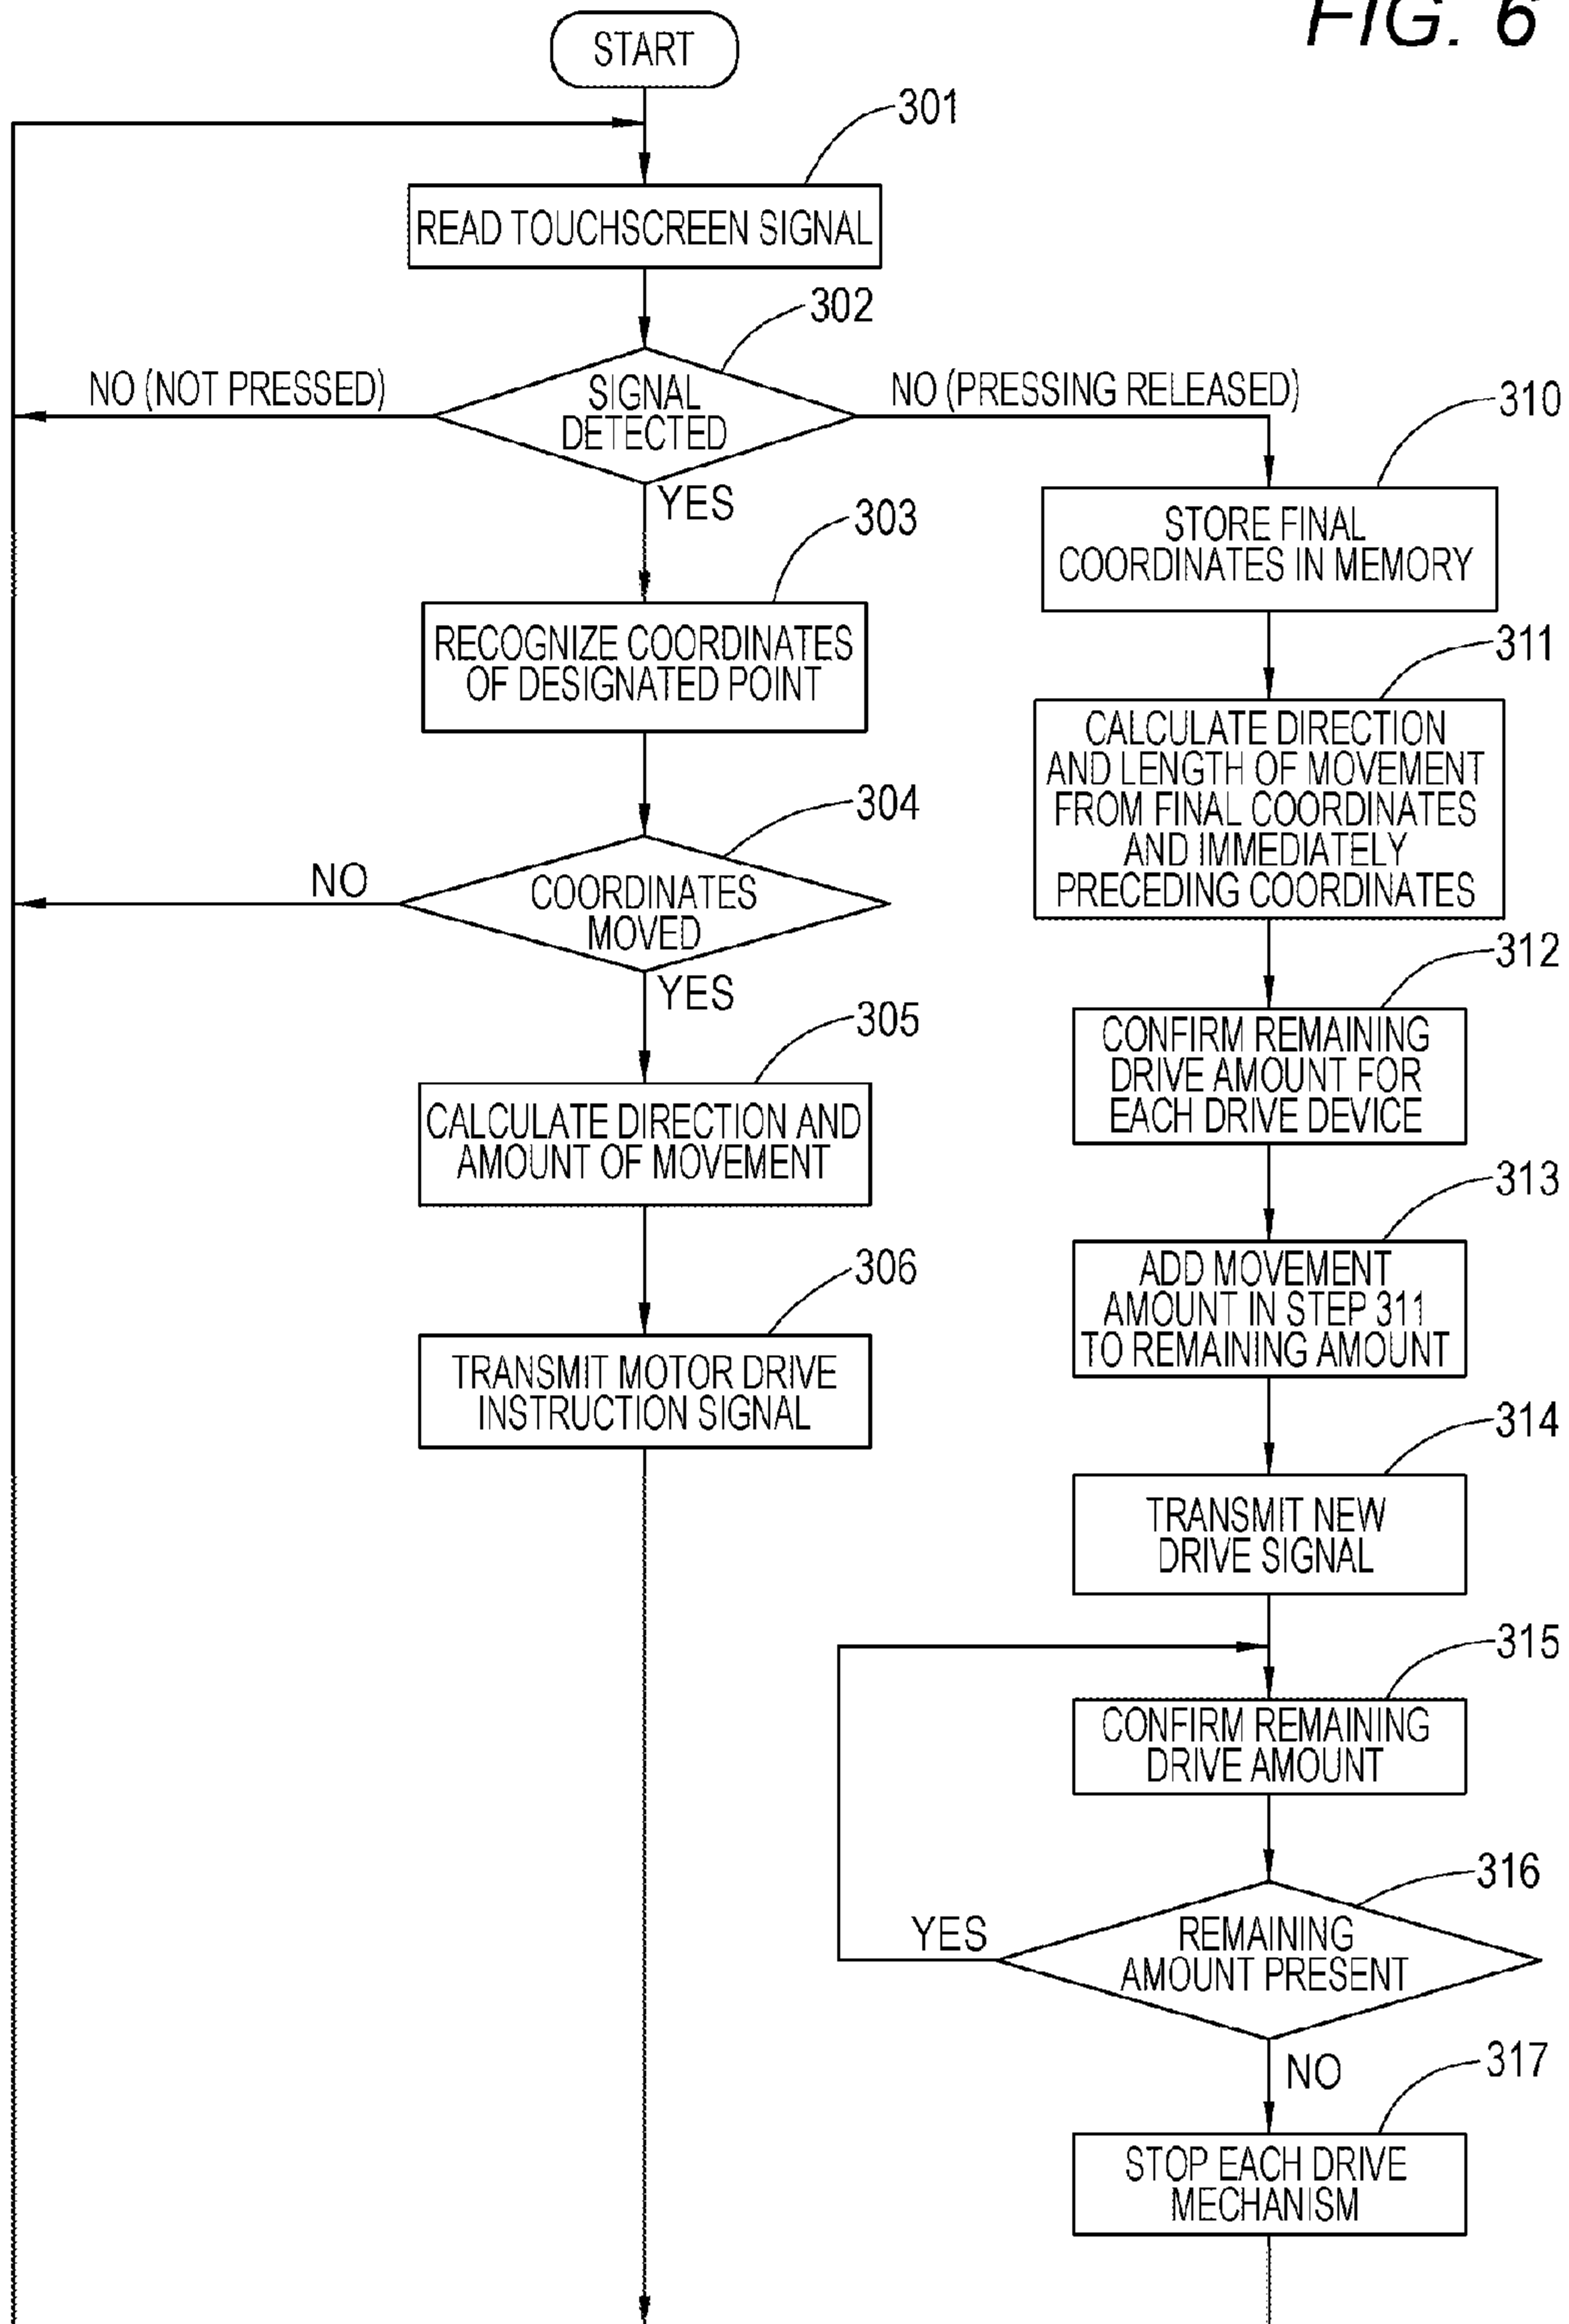 FIG. 6
START
301
READ TOUCHSCREEN SIGNAL
302
NO (NOT PRESSED)
SIGNAL
DETECTED
NO (PRESSING RELEASED)
YES
303
RECOGNIZE COORDINATES
OF DESIGNATED POINT
304
NO
COORDINATES
MOVED
YES
305
CALCULATE DIRECTION AND
AMOUNT OF MOVEMENT
306
TRANSMIT MOTOR DRIVE
INSTRUCTION SIGNAL
310
STORE FINAL
COORDINATES IN MEMORY
311
CALCULATE DIRECTION
AND LENGTH OF MOVEMENT
FROM FINAL COORDINATES
AND IMMEDIATELY
PRECEDING COORDINATES
312
CONFIRM REMAINING
DRIVE AMOUNT FOR
EACH DRIVE DEVICE
313
ADD MOVEMENT
AMOUNT IN STEP 311
TO REMAINING AMOUNT
314
TRANSMIT NEW
DRIVE SIGNAL
315
CONFIRM REMAINING
DRIVE AMOUNT
316
YES
REMAINING
AMOUNT PRESENT
NO
317
STOP EACH DRIVE
MECHANISM